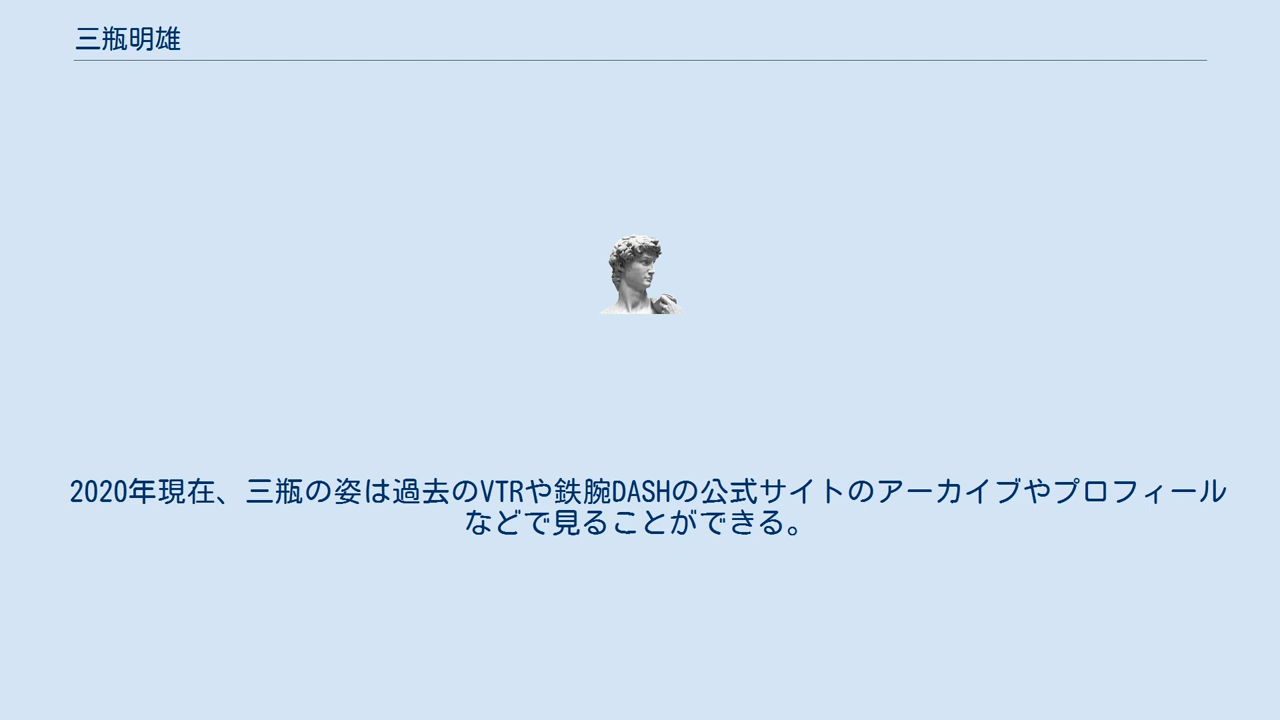 三瓶明雄
2020年現在、三瓶の姿は過去のVTRや鉄腕DASHの公式サイトのアーカイブやプロフィール
などで見ることができる。